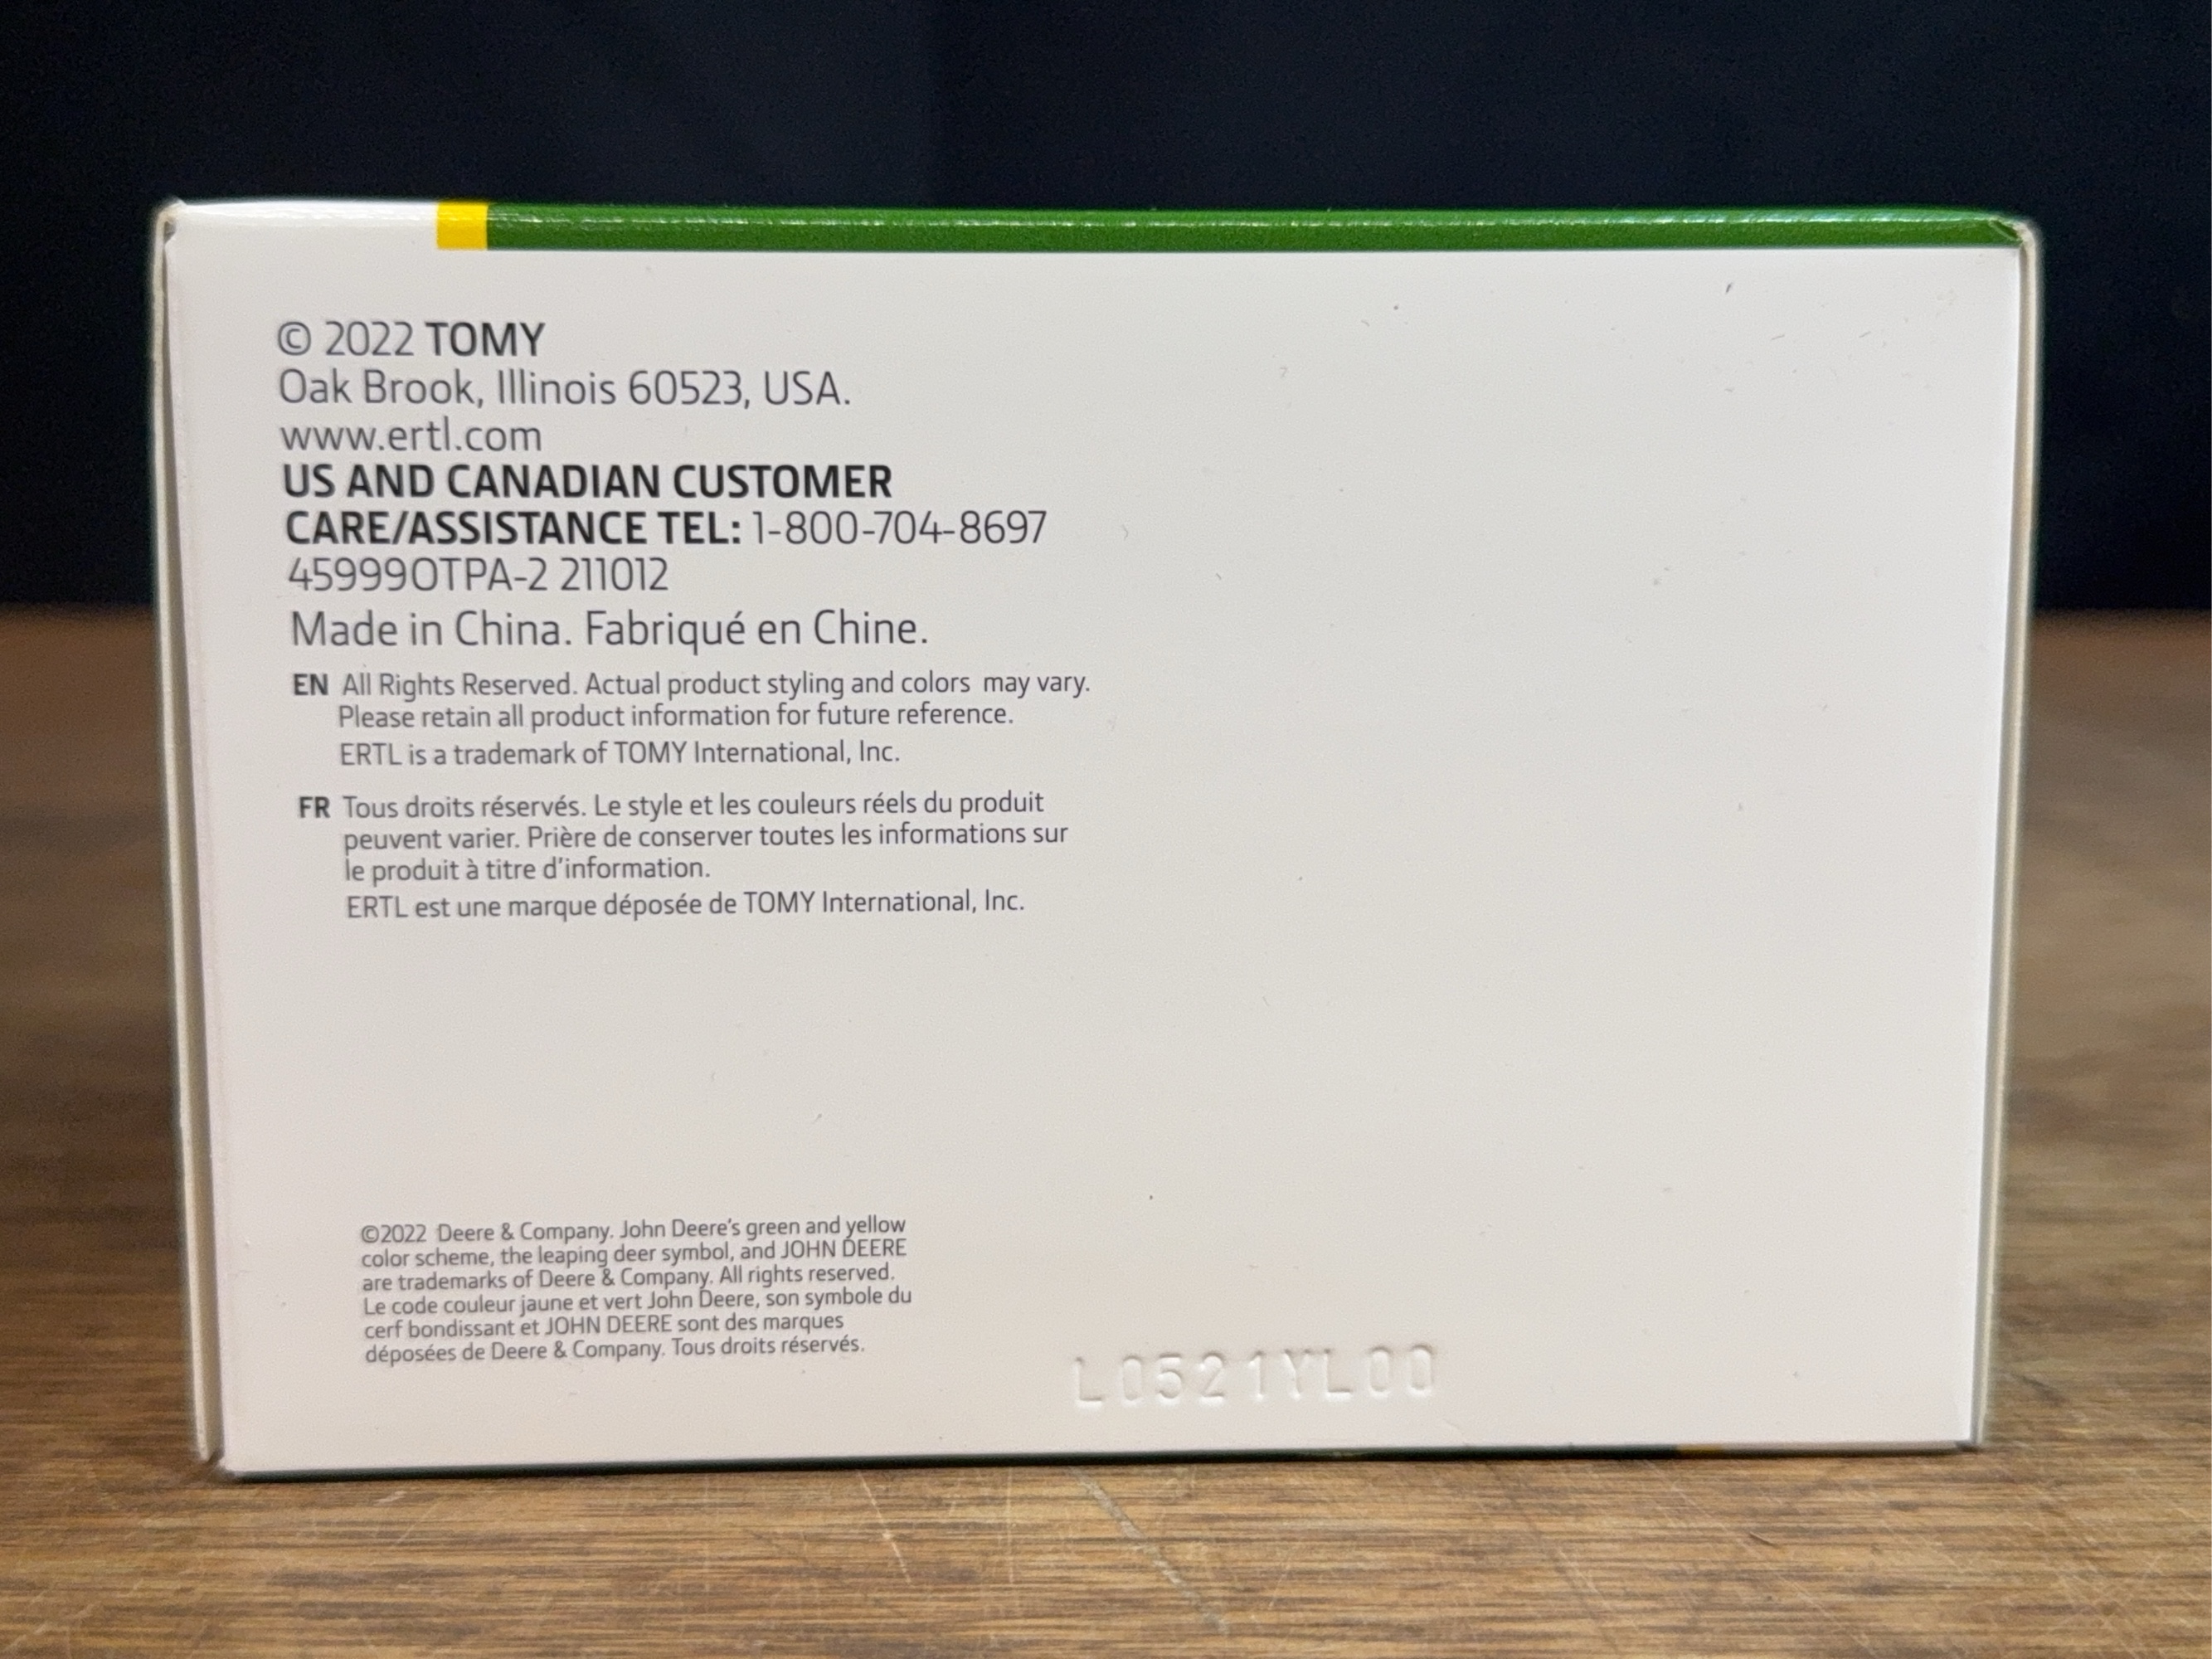 © 2022 TOMY
Oak Brook, Illinois 60523, USA.
www.ertl.com
US AND CANADIAN CUSTOMER
CARE/ASSISTANCE TEL: 1-800-704-8697
45999OTPA-2 211012
Made in China. Fabriqué en Chine.
EN All Rights Reserved. Actual product styling and colors may vary.
Please retain all product information for future reference.
ERTL is a trademark of TOMY International, Inc.
FR Tous droits réservés. Le style et les couleurs réels du produit
peuvent varier. Prière de conserver toutes les informations sur
le produit à titre d'information.
ERTL est une marque déposée de TOMY International, Inc.
©2022 Deere & Company. John Deere's green and yellow
color scheme, the leaping deer symbol, and JOHN DEERE
are trademarks of Deere & Company. All rights reserved.
Le code couleur jaune et vert John Deere, son symbole du
cerf bondissant et JOHN DEERE sont des marques
déposées de Deere & Company. Tous droits réservés.
L0521YL00